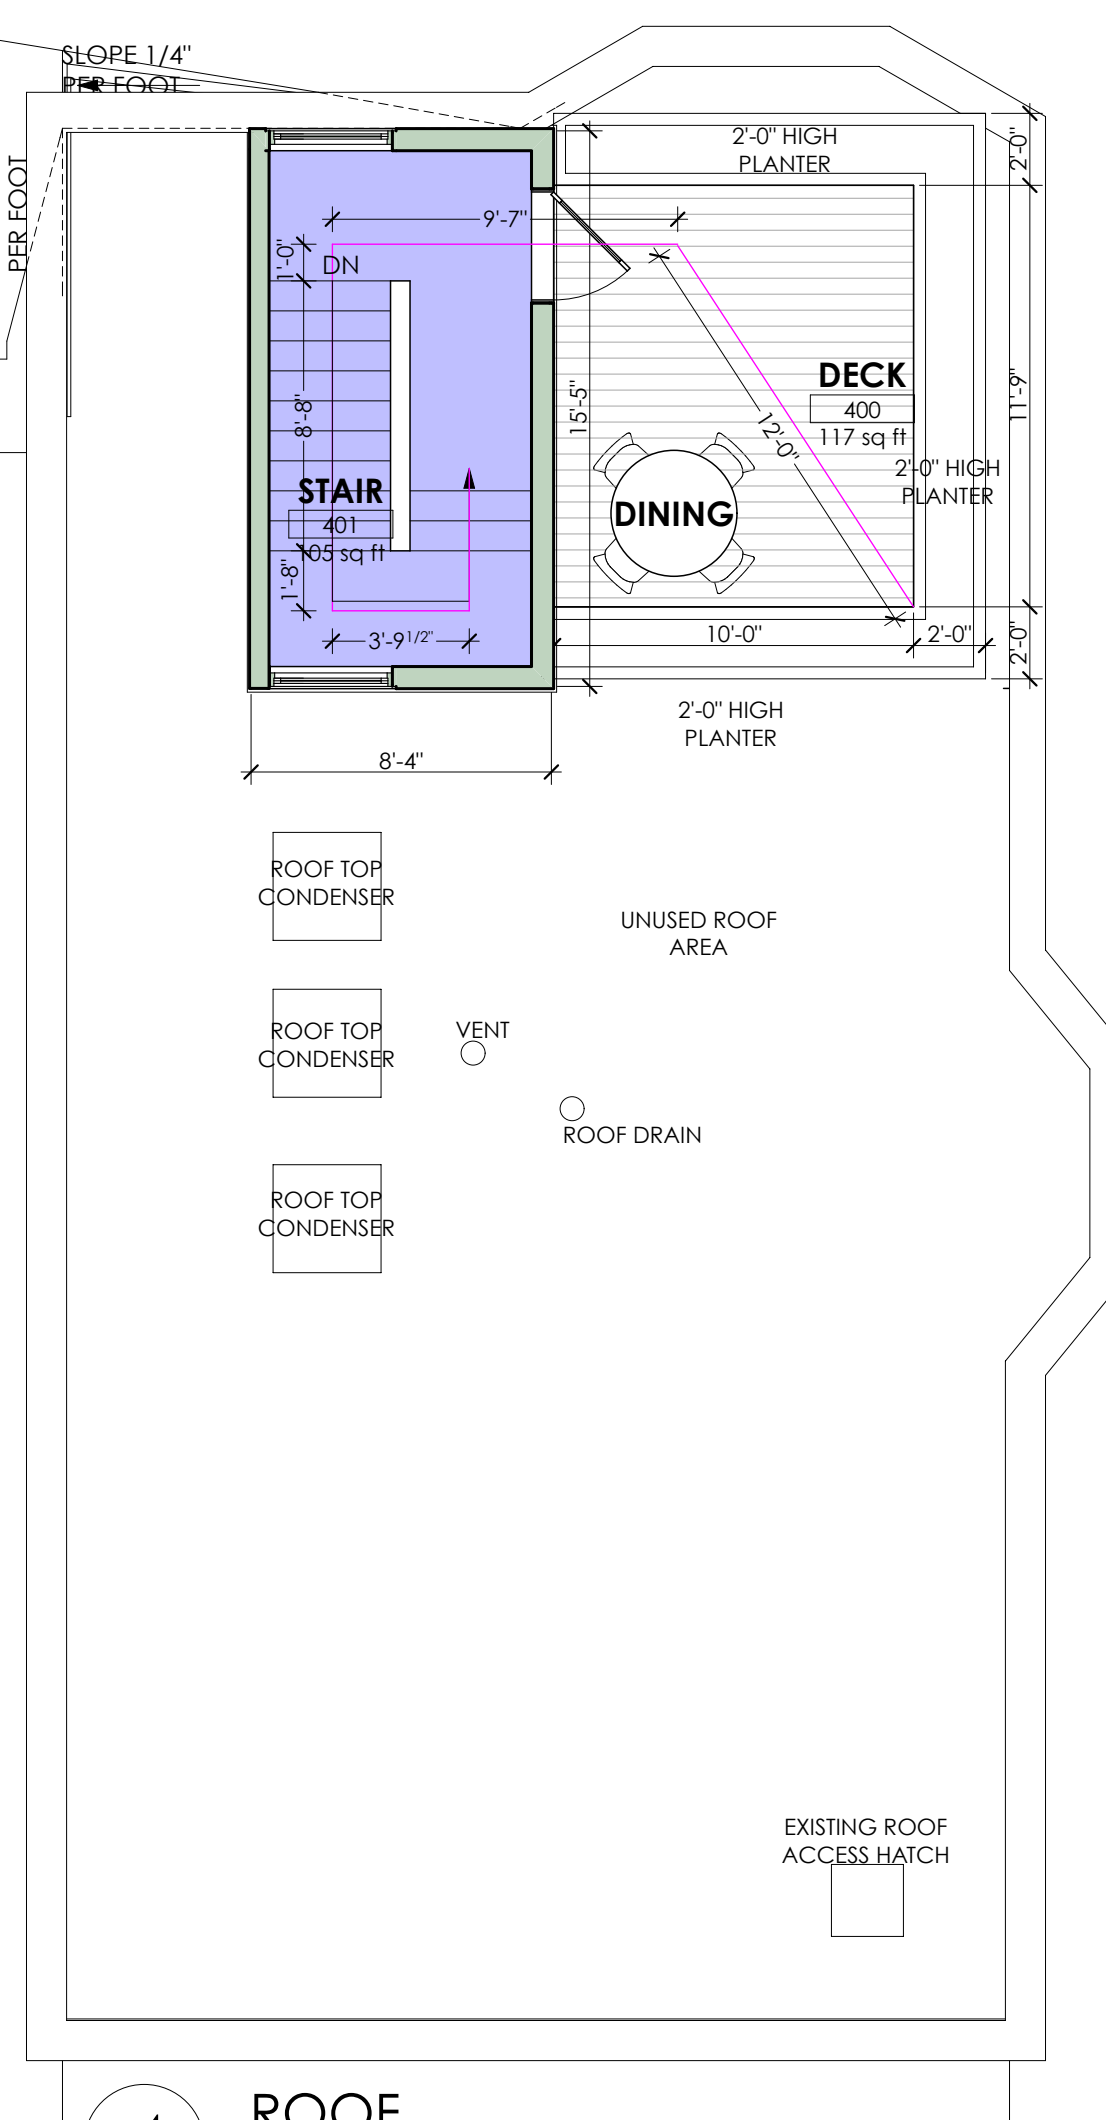 SLOPE 1/4"
PER FOOT
PER FOOT
2'-0" HIGH
PLANTER
2'-0"
9'-7"
1'-0"
DN
8'-8"
15'-5"
11'-9"
DECK
400
117 sq ft
12'-0"
2'-0" HIGH
PLANTER
STAIR
401
105 sq ft
DINING
1'-8"
3'-9 1/2"
10'-0"
2'-0"
2'-0"
2'-0" HIGH
PLANTER
8'-4"
ROOF TOP
CONDENSER
UNUSED ROOF
AREA
ROOF TOP
CONDENSER
VENT
ROOF DRAIN
ROOF TOP
CONDENSER
EXISTING ROOF
ACCESS HATCH
ROOF